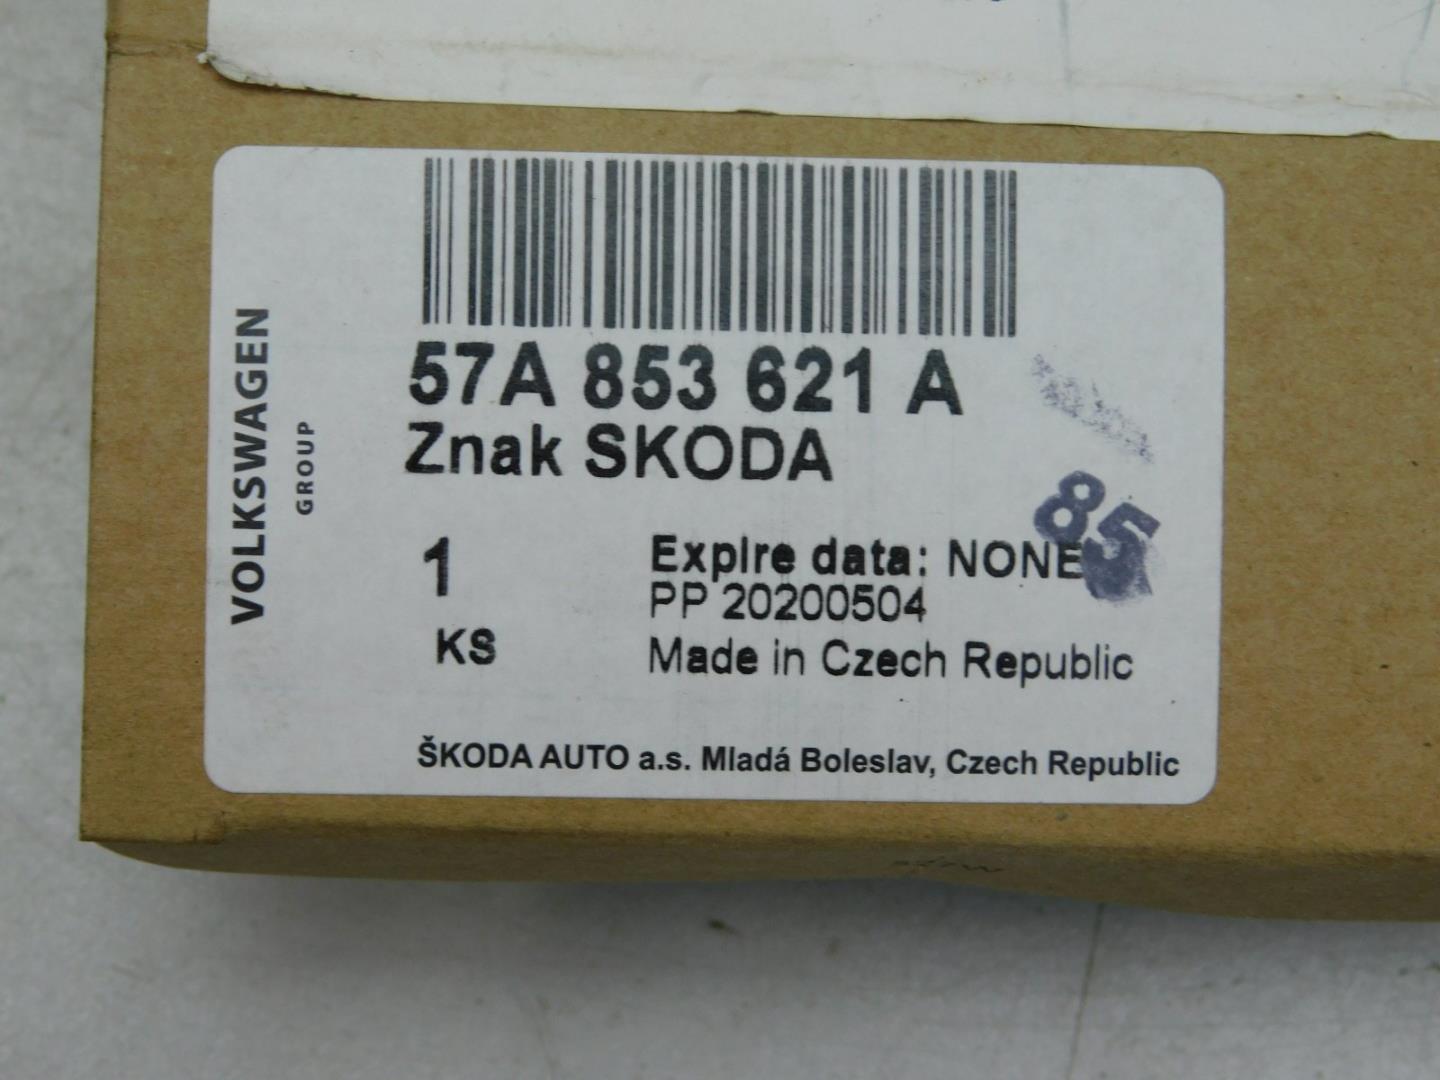 VOLKSWAGEN
GROUP
57A 853 621 A
Znak SKODA
1
KS
Expire data: NONE
PP 20200504
Made in Czech Republic
85
ŠKODA AUTO a.s. Mladá Boleslav, Czech Republic